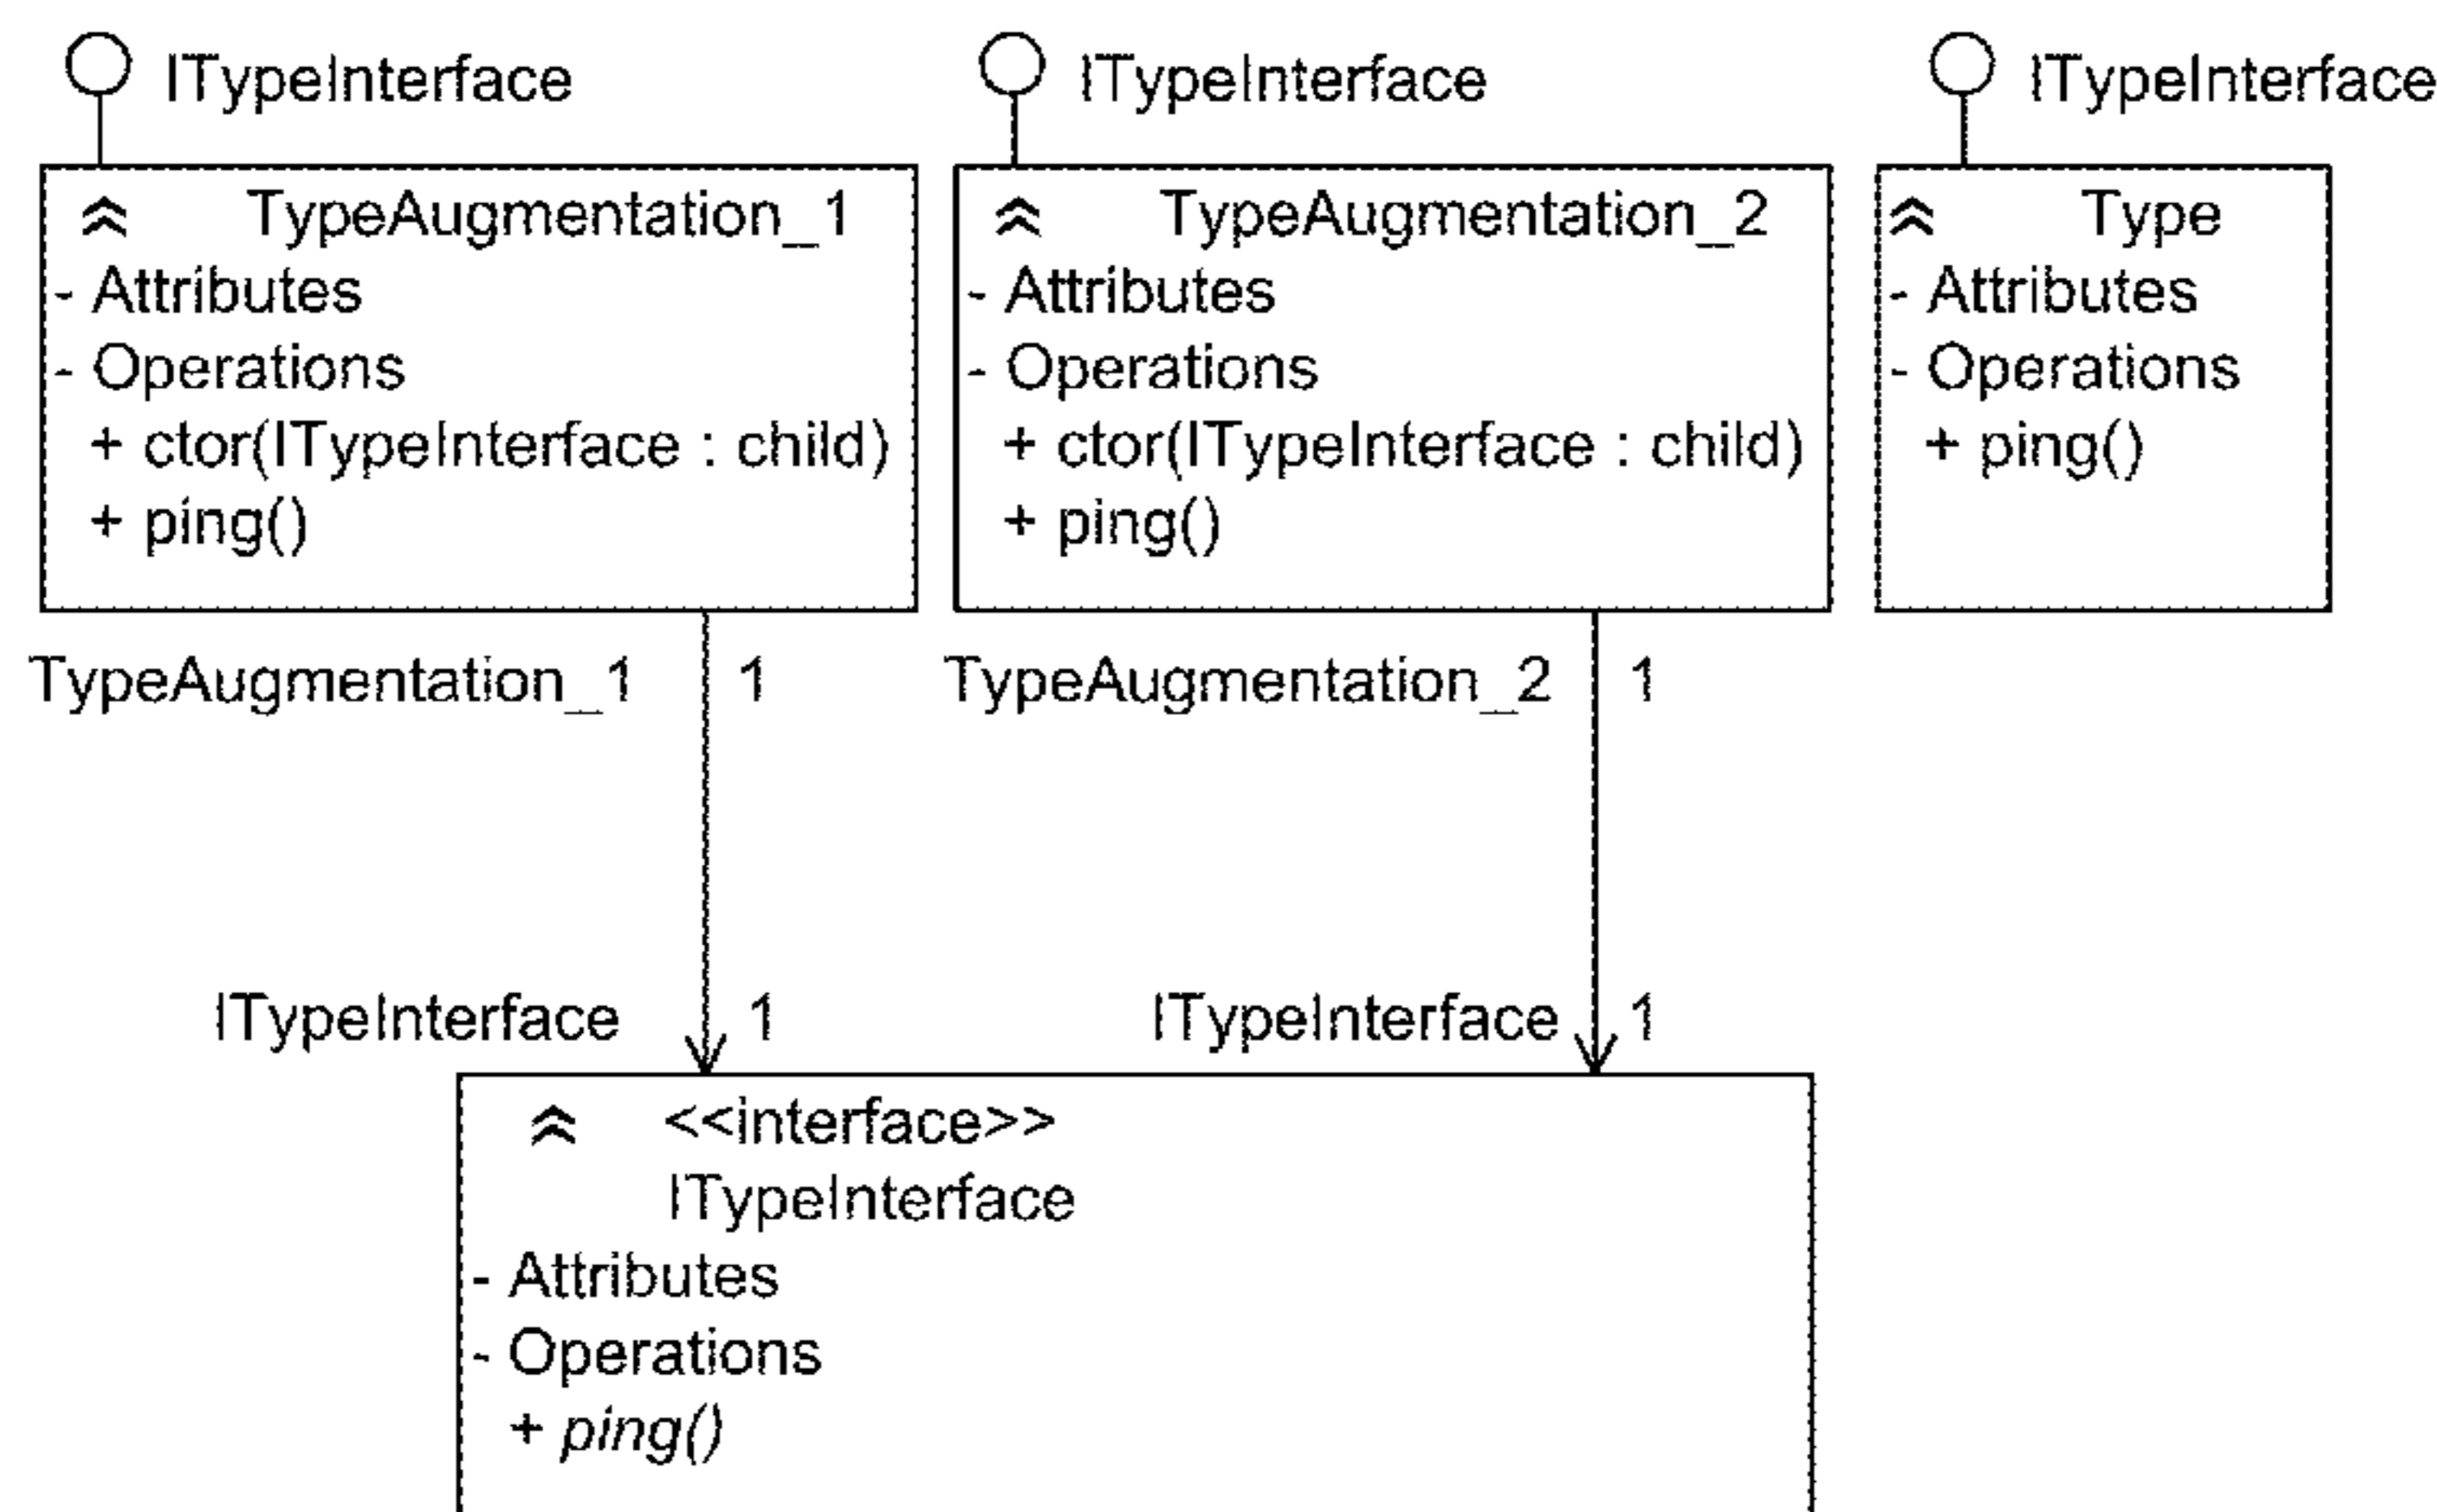 ITypeInterface
ITypeInterface
ITypeInterface
TypeAugmentation_1
- Attributes
- Operations
+ ctor(ITypeInterface : child)
+ ping()
TypeAugmentation_2
- Attributes
- Operations
+ ctor(ITypeInterface : child)
+ ping()
Type
- Attributes
- Operations
+ ping()
TypeAugmentation_1 1
TypeAugmentation_2 1
ITypeInterface 1
ITypeInterface 1
<<interface>>
ITypeInterface
- Attributes
- Operations
+ ping()